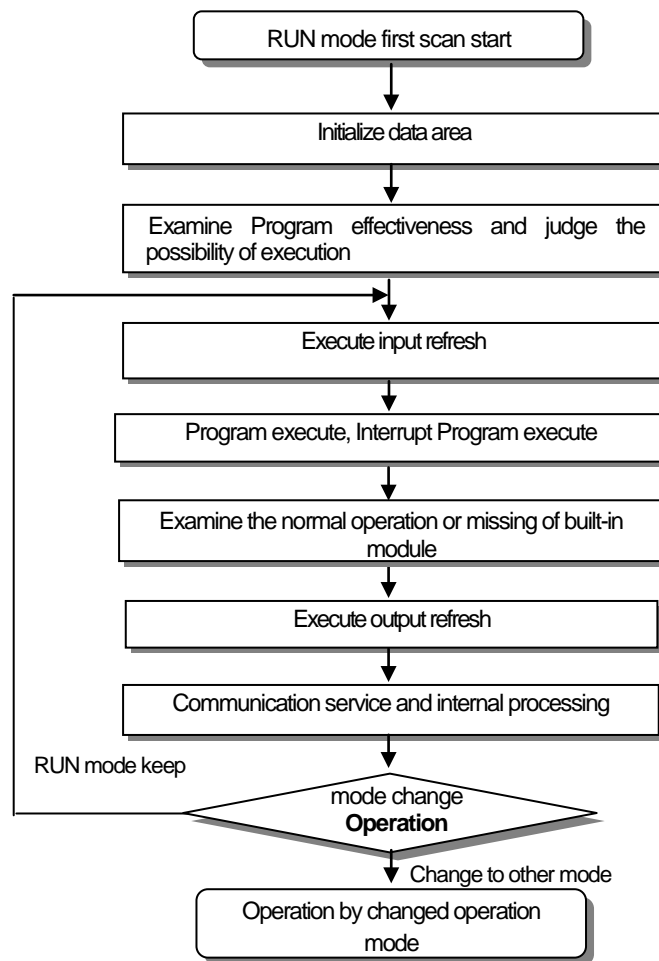 RUN mode first scan start
Initialize data area
Examine Program effectiveness and judge the
possibility of execution
Execute input refresh
Program execute, Interrupt Program execute
Examine the normal operation or missing of built-in
module
Execute output refresh
Communication service and internal processing
RUN mode keep
mode change
Operation
Change to other mode
Operation by changed operation
mode